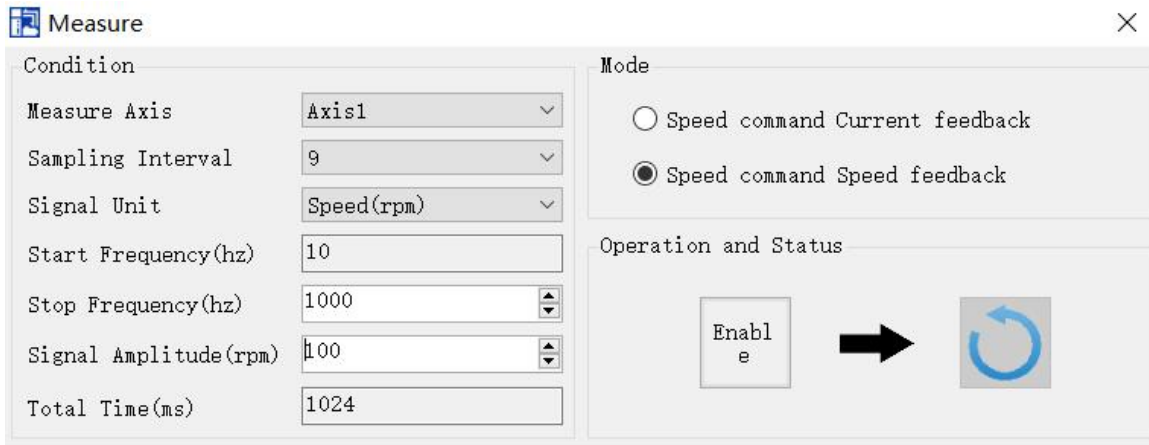 Measure
Condition
Measure Axis Axis1
Sampling Interval 9
Signal Unit Speed(rpm)
Start Frequency(hz) 10
Stop Frequency(hz) 1000
Signal Amplitude(rpm) 100
Total Time(ms) 1024
Mode
Speed command Current feedback
Speed command Speed feedback
Operation and Status
Enabl
e